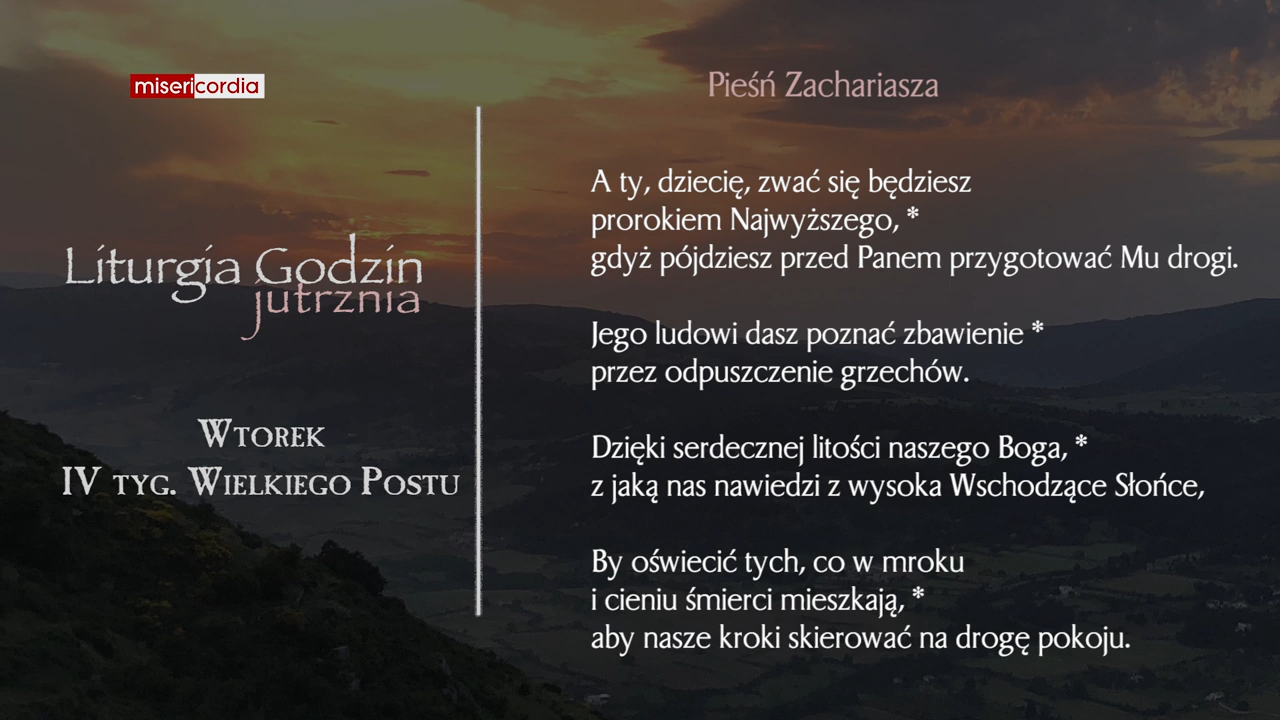 misericordia
Liturgia Godzin
jutrznia
Wtorek
IV tyg. Wielkiego Postu
Pieśń Zachariasza
A ty, dziecię, zwać się będziesz
prorokiem Najwyższego, *
gdyż pójdziesz przed Panem przygotować Mu drogi.
Jego ludowi dasz poznać zbawienie *
przez odpuszczenie grzechów.
Dzięki serdecznej litości naszego Boga, *
z jaką nas nawiedzi z wysoka Wschodzące Słońce,
By oświecić tych, co w mroku
i cieniu śmierci mieszkają, *
aby nasze kroki skierować na drogę pokoju.